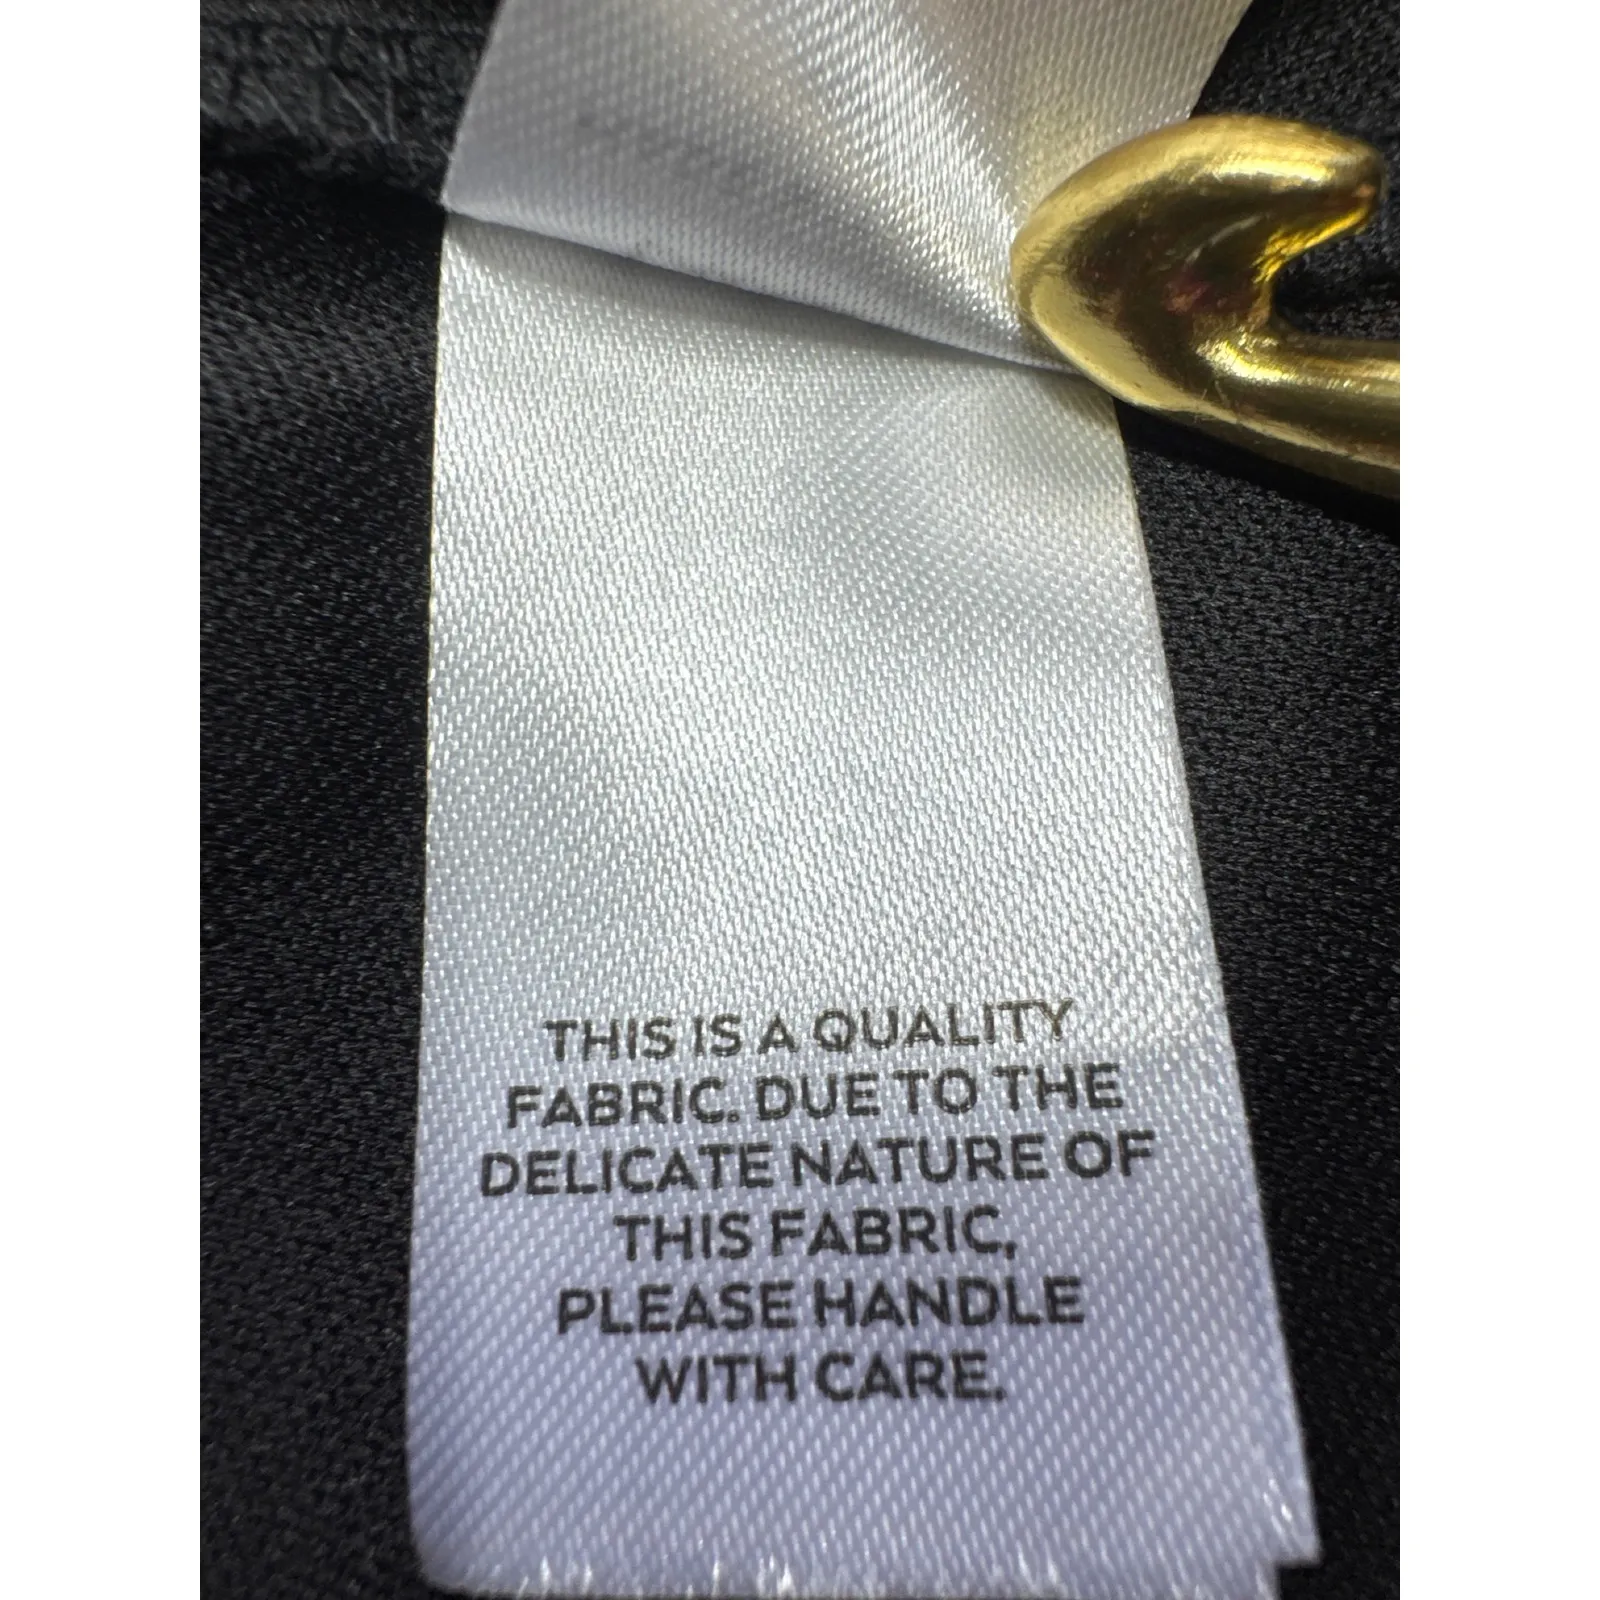 THIS IS A QUALITY
FABRIC. DUE TO THE
DELICATE NATURE OF
THIS FABRIC,
PLEASE HANDLE
WITH CARE.